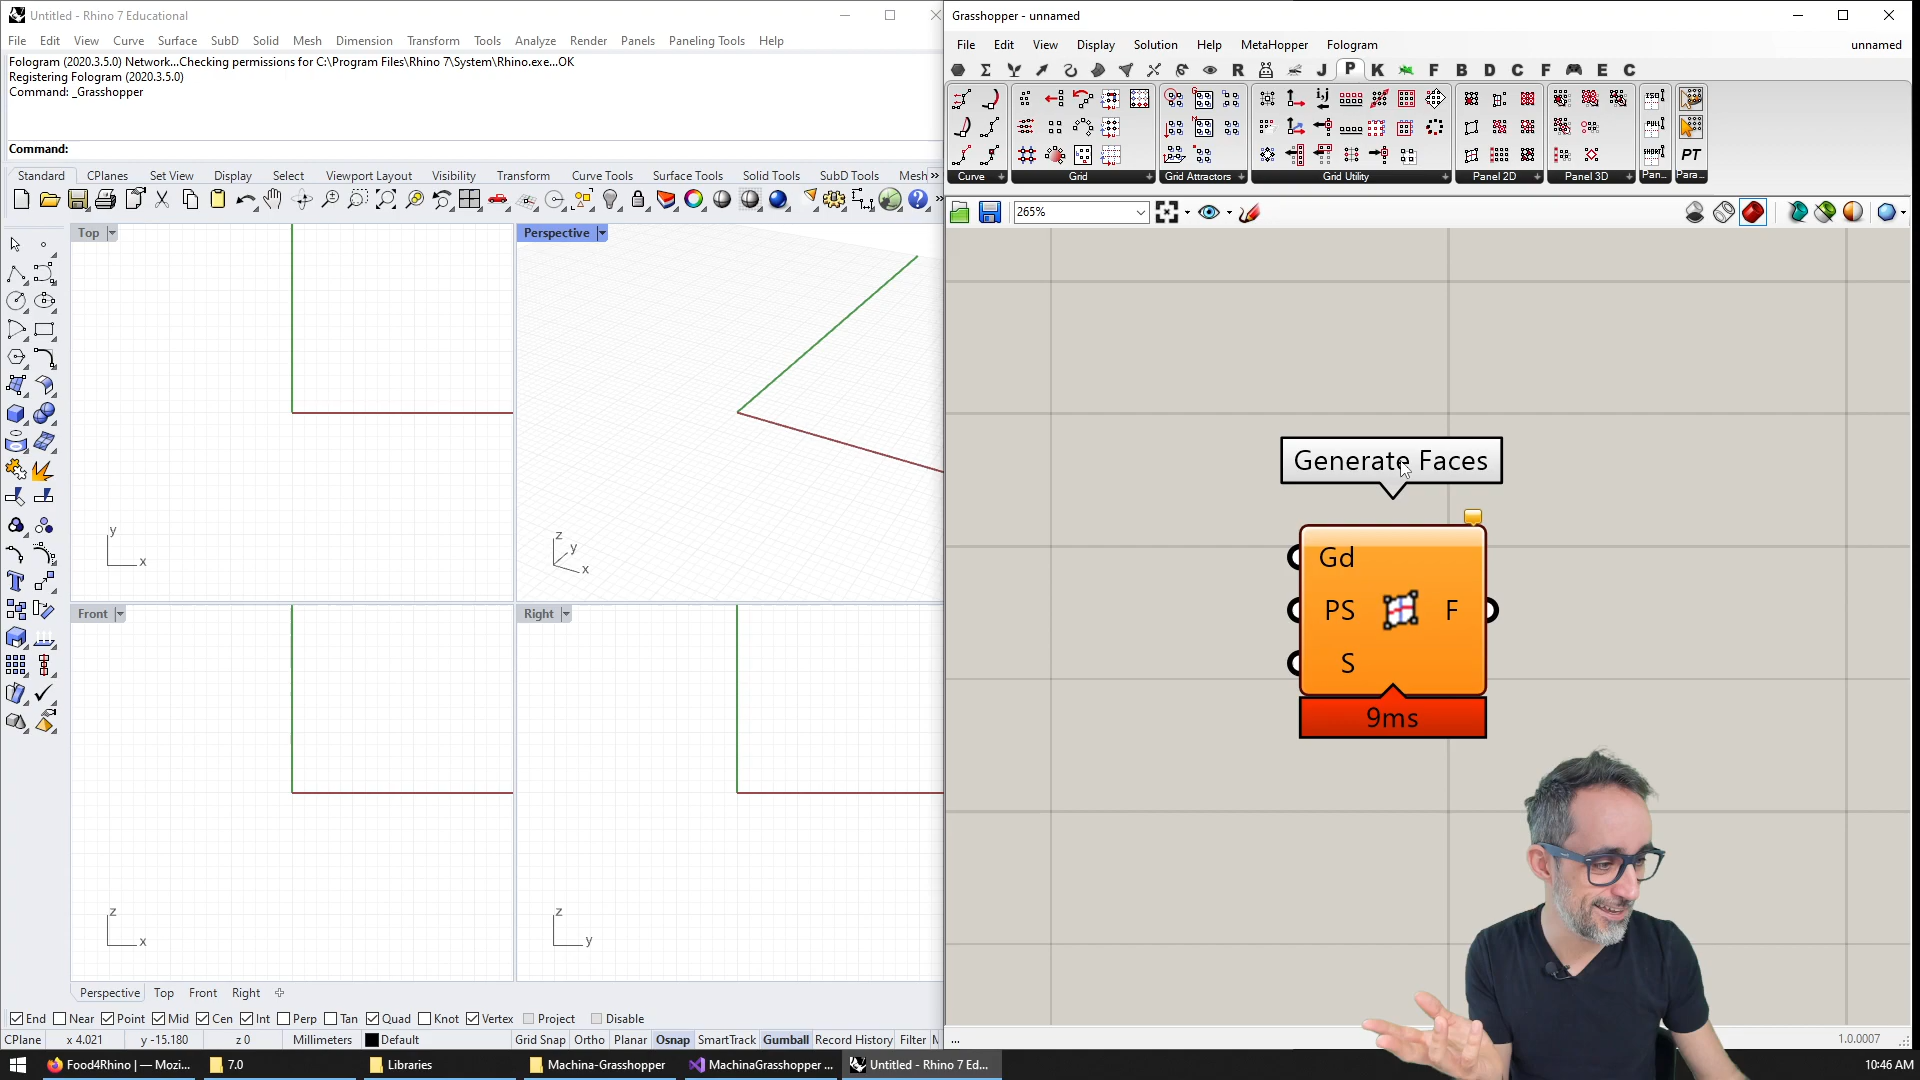 Untitled - Rhino 7 Educational
File Edit View Curve Surface SubD Solid Mesh Dimension Transform Tools Analyze Render Panels Paneling Tools Help
Fologram (2020.3.5.0) Network...Checking permissions for C:\Program Files\Rhino 7\System\Rhino.exe...OK
Registering Fologram (2020.3.5.0)
Command: _Grasshopper
Command:
Standard CPlanes Set View Display Select Viewport Layout Visibility Transform Curve Tools Surface Tools Solid Tools SubD Tools Mesh »
Top
Perspective
y
x
z
y
x
Front
Right
z
x
z
y
Perspective Top Front Right
End Near Point Mid Cen Int Perp Tan Quad Knot Vertex Project Disable
CPlane x 4.021 y -15.180 z 0 Millimeters Default Grid Snap Ortho Planar Osnap SmartTrack Gumball Record History Filter
Grasshopper - unnamed
File Edit View Display Solution Help MetaHopper Fologram unnamed
R J P K F B D C F E C
ISO PULL SHORT PT
Curve Grid Grid Attractors Grid Utility Panel 2D Panel 3D Pan... Para...
265%
Generate Faces
Gd
PS F
S
9ms
... 1.0.0007
Food4Rhino | — Mozi... 7.0 Libraries Machina-Grasshopper MachinaGrasshopper ... Untitled - Rhino 7 Ed... 10:46 AM